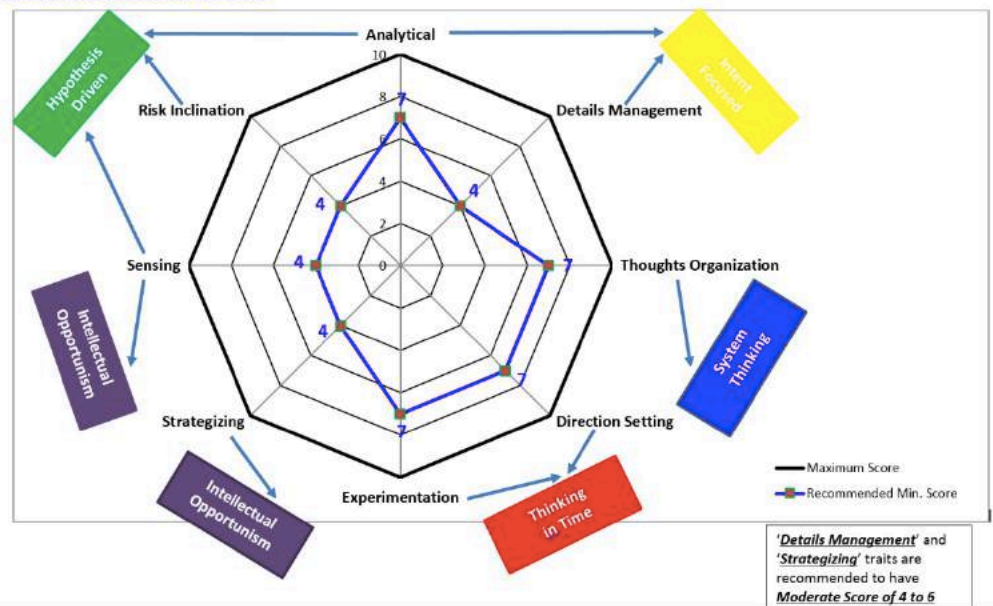 Analytical
Hypothesis
Driven
Intent
Focused
Risk Inclination
Details Management
10
8
6
4
2
0
7
4
7
7
7
4
4
4
Sensing
Thoughts Organization
Intellectual
Opportunism
System
Thinking
Strategizing
Direction Setting
Experimentation
Intellectual
Opportunism
Thinking
in Time
Maximum Score
Recommended Min. Score
'Details Management' and
'Strategizing' traits are
recommended to have
Moderate Score of 4 to 6